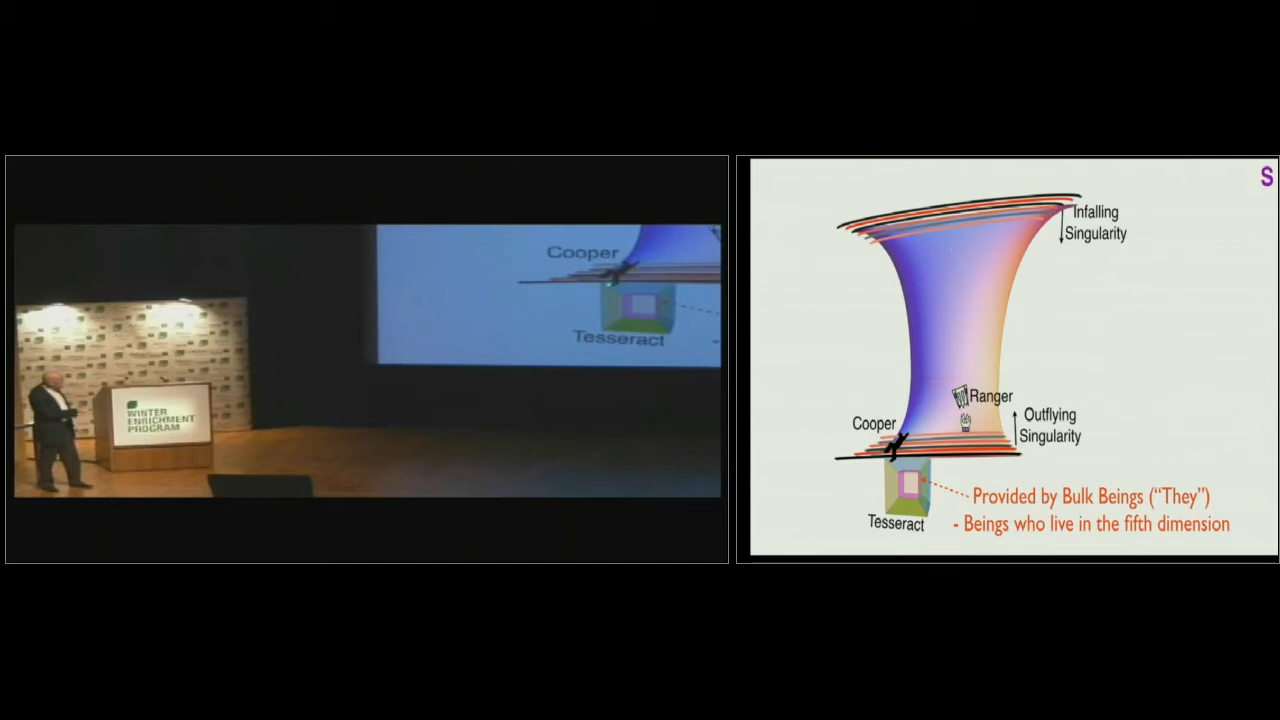 Cooper
Tesseract
WINTER
ENRICHMENT
PROGRAM
S
Infalling
Singularity
Ranger
Outflying
Singularity
Cooper
Provided by Bulk Beings (“They”)
Tesseract
- Beings who live in the fifth dimension